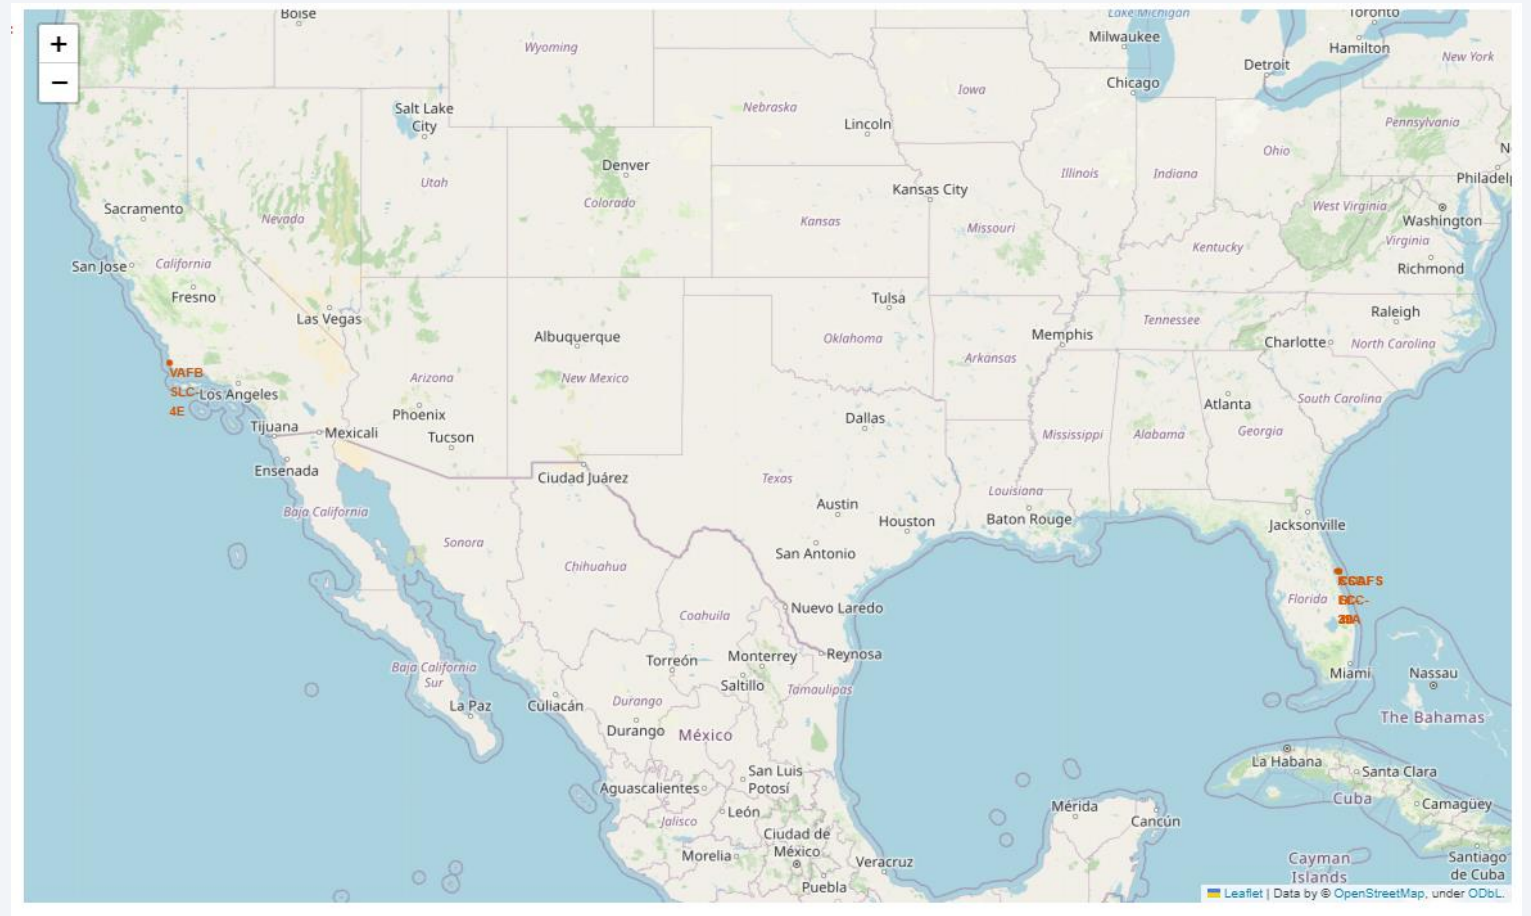 Boise
Lake Michigan
Toronto
+
Wyoming
Milwaukee
Hamilton
New York
Detroit
−
Chicago
Iowa
Salt Lake
City
Nebraska
Lincoln
Pennsylvania
Ohio
Denver
Utah
Illinois
Indiana
Philadelp
Kansas City
Colorado
West Virginia
Sacramento
Nevada
Kansas
Missouri
Washington
Kentucky
Virginia
San Jose
California
Richmond
Fresno
Tulsa
Las Vegas
Raleigh
Tennessee
Albuquerque
Oklahoma
Memphis
Charlotte
North Carolina
Arkansas
VAFB
SLC-
4E
Los Angeles
Arizona
New Mexico
South Carolina
Phoenix
Dallas
Atlanta
Tijuana
Mexicali
Tucson
Mississippi
Alabama
Georgia
Ensenada
Ciudad Juárez
Texas
Louisiana
Baja California
Austin
Houston
Baton Rouge
Jacksonville
Sonora
San Antonio
Chihuahua
Florida
Coahuila
Nuevo Laredo
Torreón
Monterrey
Reynosa
Baja California
Sur
Saltillo
Tamaulipas
Miami
Nassau
La Paz
Culiacán
Durango
Durango
México
The Bahamas
La Habana
San Luis
Potosí
Santa Clara
Aguascalientes
Cuba
Camagüey
León
Mérida
Cancún
Jalisco
Ciudad de
México
Morelia
Veracruz
Cayman
Islands
Santiago
de Cuba
Puebla
Leaflet | Data by © OpenStreetMap, under ODbL.